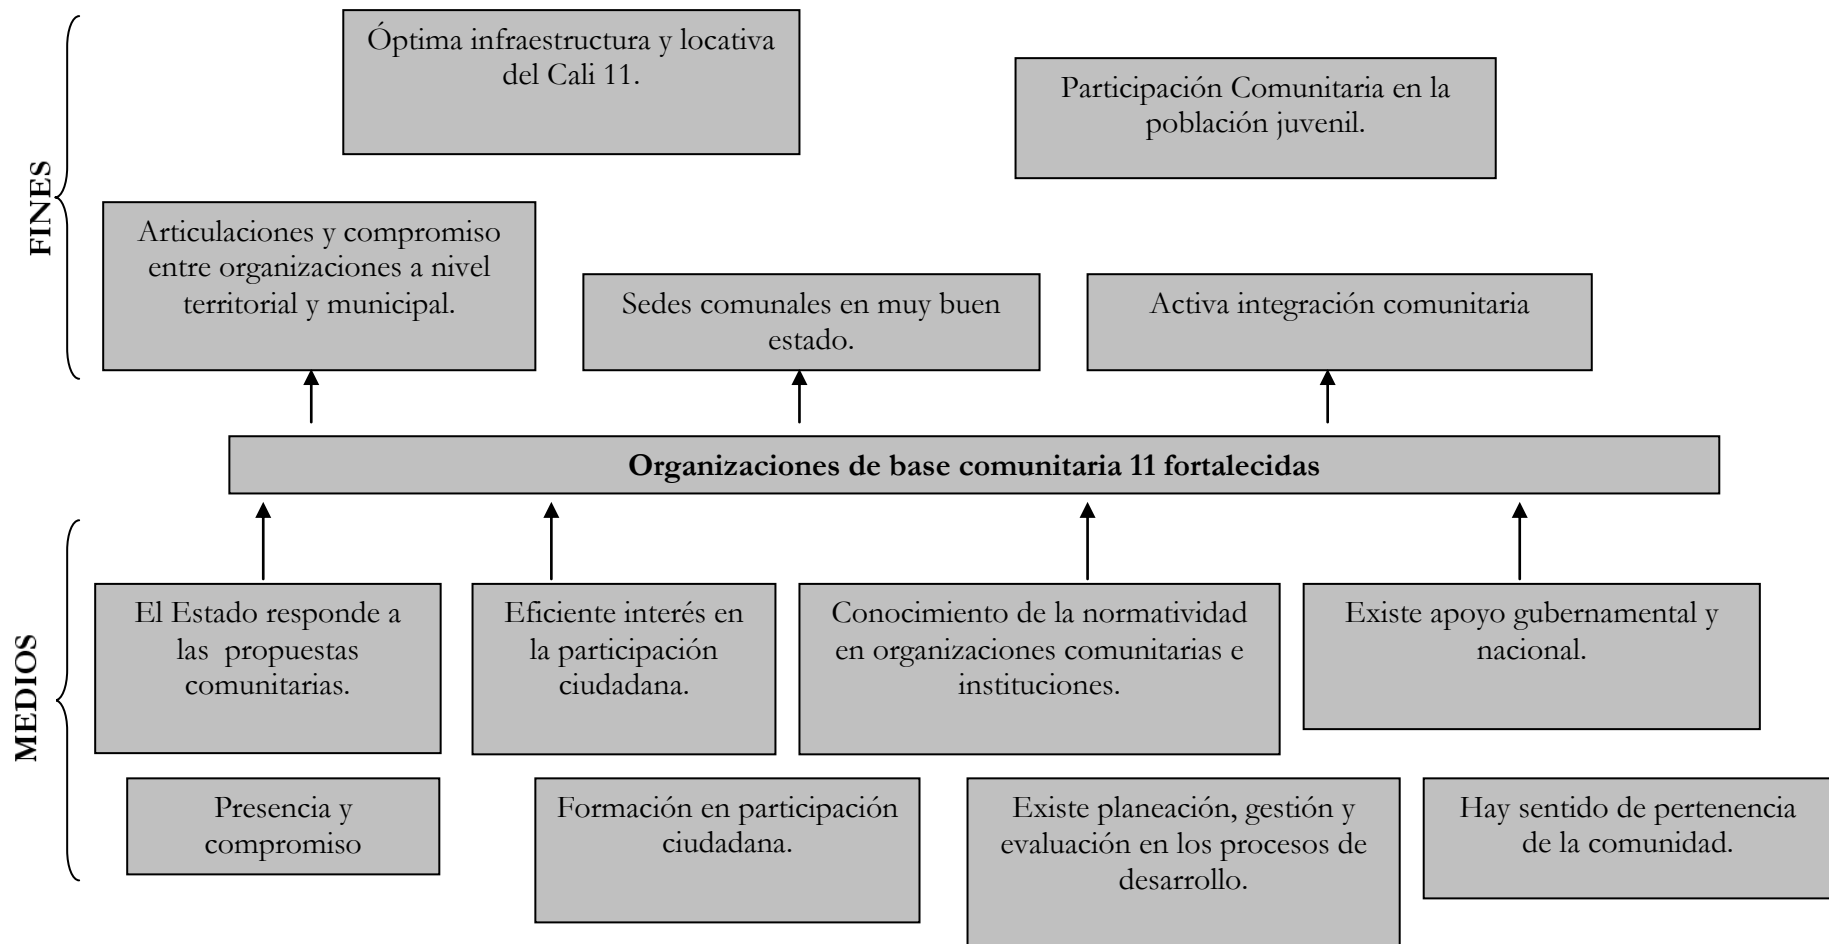 FINES
Óptima infraestructura y locativa
del Cali 11.
Participación Comunitaria en la
población juvenil.
Articulaciones y compromiso
entre organizaciones a nivel
territorial y municipal.
Sedes comunales en muy buen
estado.
Activa integración comunitaria
Organizaciones de base comunitaria 11 fortalecidas
MEDIOS
El Estado responde a
las propuestas
comunitarias.
Eficiente interés en
la participación
ciudadana.
Conocimiento de la normatividad
en organizaciones comunitarias e
instituciones.
Existe apoyo gubernamental y
nacional.
Presencia y
compromiso
Formación en participación
ciudadana.
Existe planeación, gestión y
evaluación en los procesos de
desarrollo.
Hay sentido de pertenencia
de la comunidad.